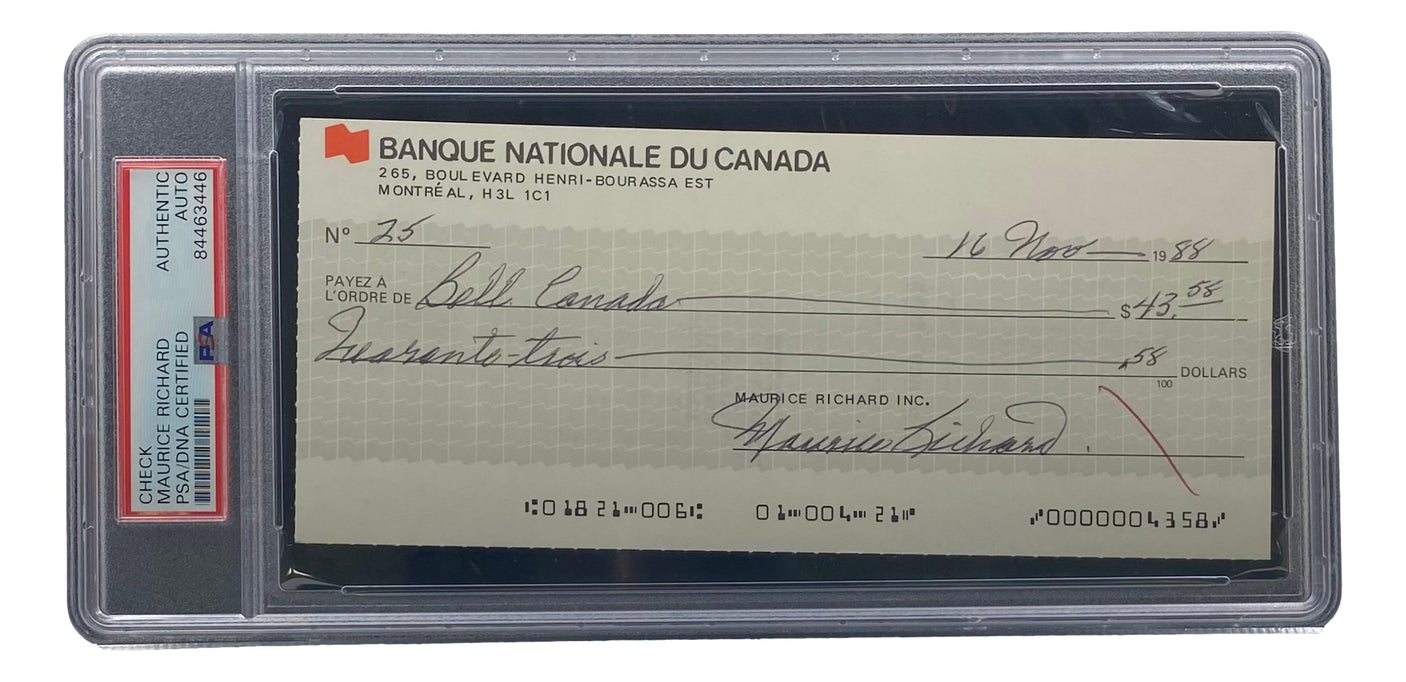 CHECK
MAURICE RICHARD
PSA/DNA CERTIFIED
AUTHENTIC
AUTO
84463446
PSA
BANQUE NATIONALE DU CANADA
265, BOULEVARD HENRI-BOURASSA EST
MONTRÉAL, H3L 1C1
Nº 25
16 Nov 1988
PAYEZ À
L'ORDRE DE Bell Canada $43.58
Quarante-trois 58
100 DOLLARS
MAURICE RICHARD INC.
Maurice Richard
⑆01821⑉006⑆ 01⑉004⑉21⑈ ⑇0000004358⑇